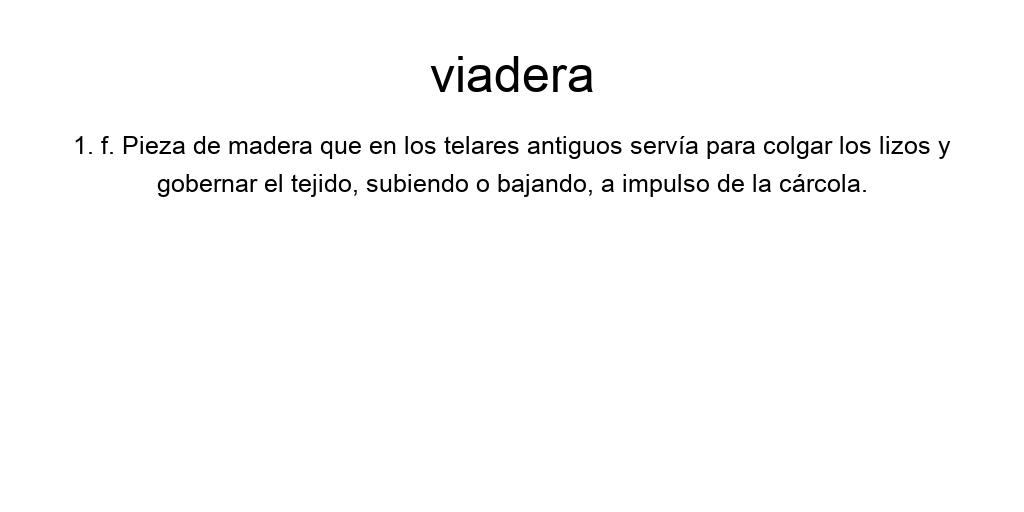 viadera
1. f. Pieza de madera que en los telares antiguos servía para colgar los lizos y
gobernar el tejido, subiendo o bajando, a impulso de la cárcola.